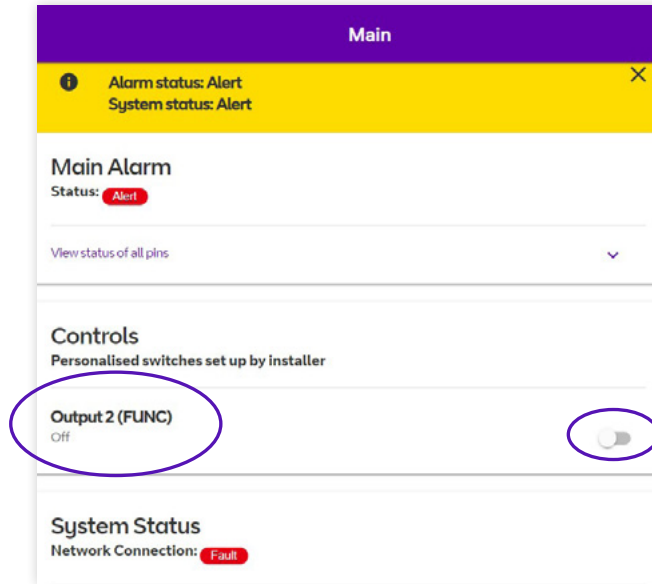 Main
Alarm status: Alert
System status: Alert
Main Alarm
Status: Alert
View status of all pins
Controls
Personalised switches set up by installer
Output 2 (FUNC)
Off
System Status
Network Connection: Fault